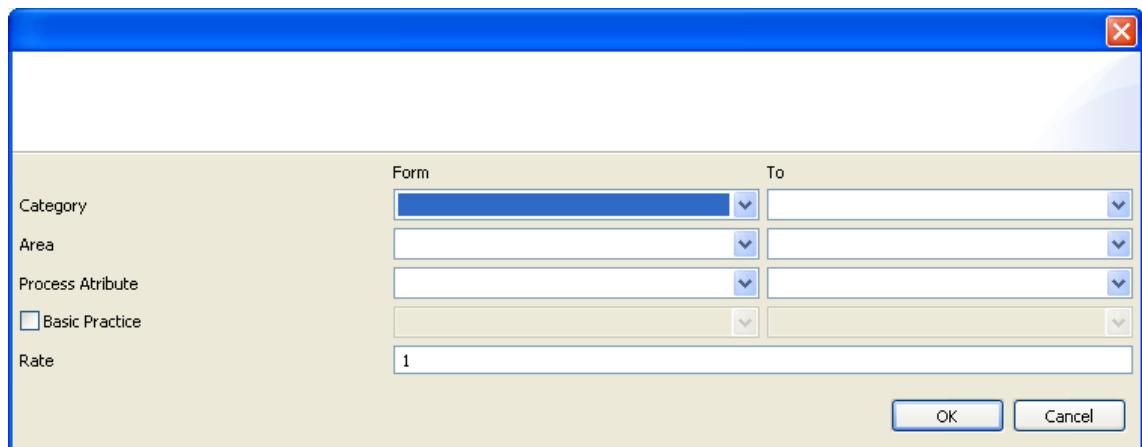 Form To
Category
Area
Process Atribute
Basic Practice
Rate 1
OK Cancel